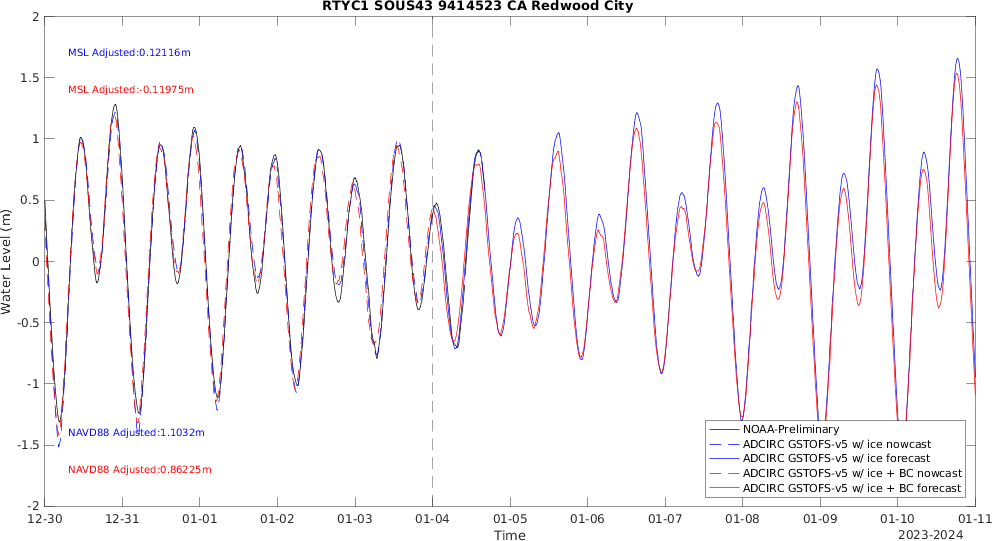 RTYC1 SOUS43 9414523 CA Redwood City
2
1.5
1
0.5
0
-0.5
-1
-1.5
-2
Water Level (m)
MSL Adjusted:0.12116m
MSL Adjusted:-0.11975m
NAVD88 Adjusted:1.1032m
NAVD88 Adjusted:0.86225m
NOAA-Preliminary
ADCIRC GSTOFS-v5 w/ ice nowcast
ADCIRC GSTOFS-v5 w/ ice forecast
ADCIRC GSTOFS-v5 w/ ice + BC nowcast
ADCIRC GSTOFS-v5 w/ ice + BC forecast
12-30 12-31 01-01 01-02 01-03 01-04 01-05 01-06 01-07 01-08 01-09 01-10 01-11
Time
2023-2024